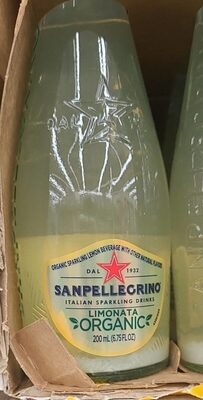 ORGANIC SPARKLING LEMON BEVERAGE WITH OTHER NATURAL FLAVORS
DAL 1932
SANPELLEGRINO
ITALIAN SPARKLING DRINKS
LIMONATA
ORGANIC
200 mL (6.75 FL OZ)